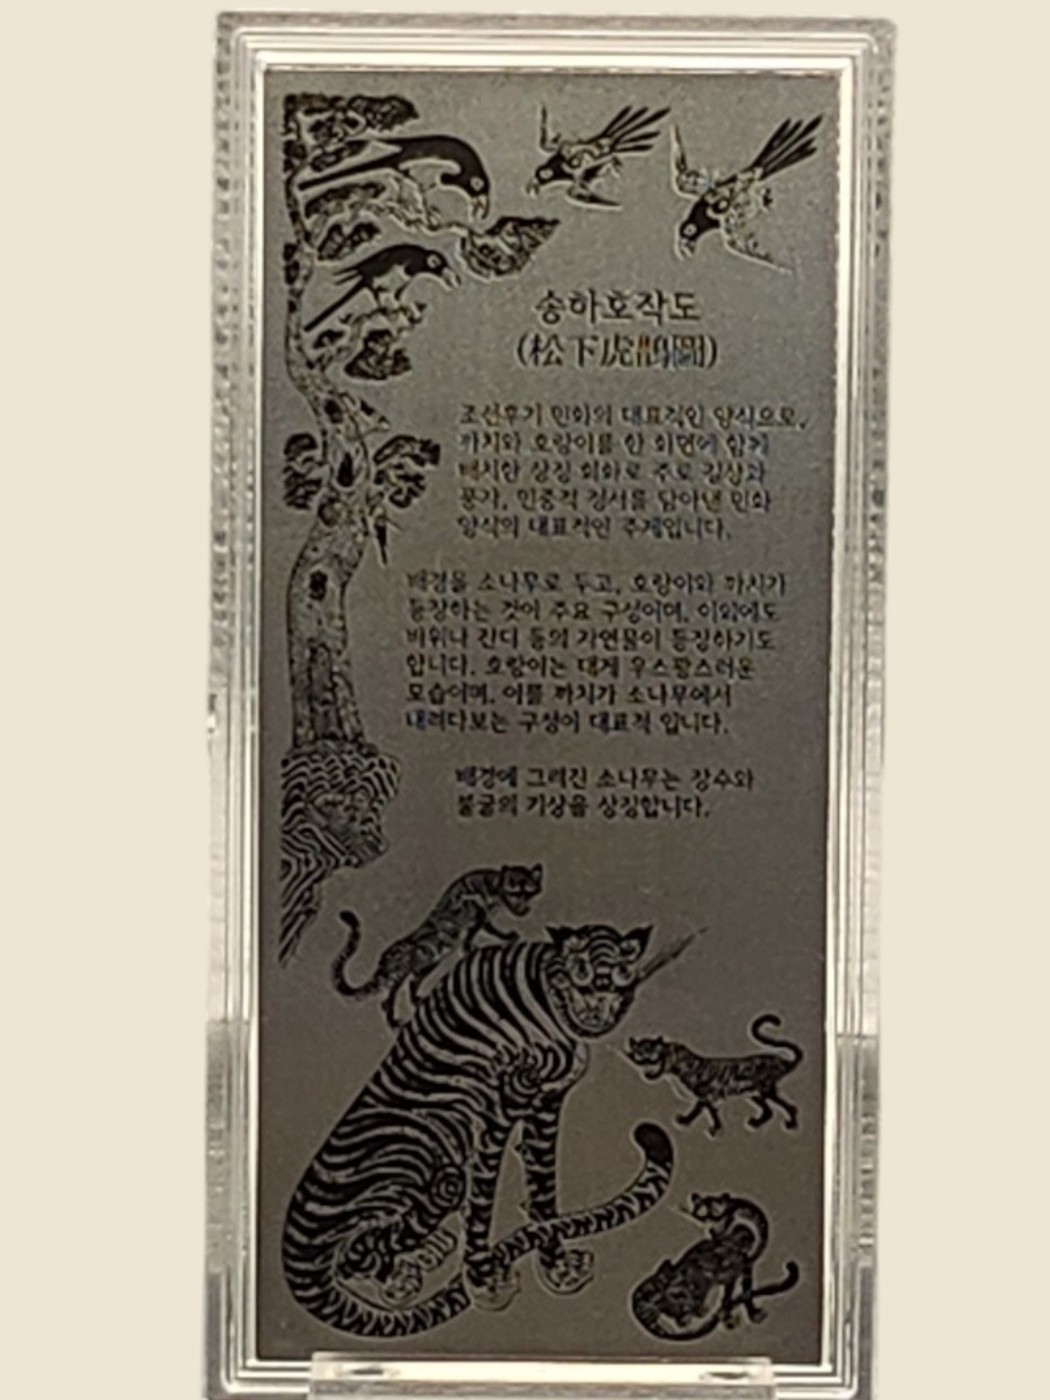 송하호작도
(松下虎鵲圖)
조선후기 민화의 대표적인 양식으로,
까치와 호랑이를 한 화면에 함께
배치한 상징 회화로 주로 길상과
풍자, 민중적 정서를 담아낸 민화
양식의 대표적인 주제입니다.
배경을 소나무로 두고, 호랑이와 까치가
등장하는 것이 주요 구성이며, 이외에도
바위나 잔디 등의 자연물이 등장하기도
합니다. 호랑이는 대게 우스꽝스러운
모습이며, 이를 까치가 소나무에서
내려다보는 구성이 대표적 입니다.
배경에 그려진 소나무는 장수와
불굴의 기상을 상징합니다.